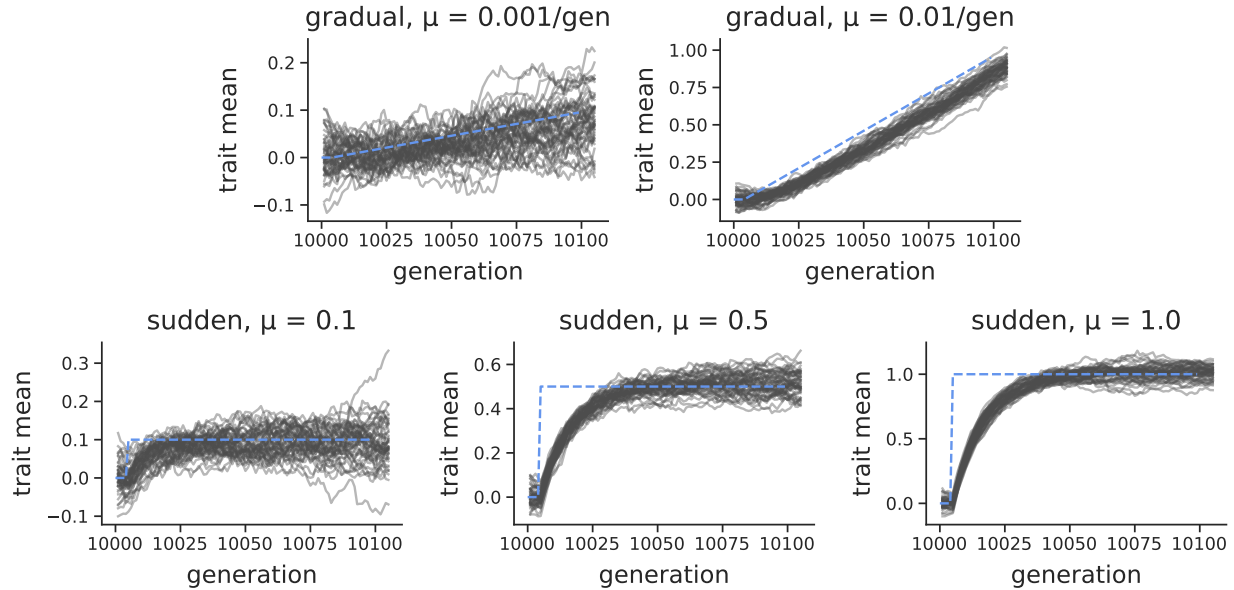 gradual, μ = 0.001/gen
gradual, μ = 0.01/gen
trait mean
0.2
0.1
0.0
−0.1
10000 10025 10050 10075 10100
generation
trait mean
1.00
0.75
0.50
0.25
0.00
10000 10025 10050 10075 10100
generation
sudden, μ = 0.1
sudden, μ = 0.5
sudden, μ = 1.0
trait mean
0.3
0.2
0.1
0.0
−0.1
10000 10025 10050 10075 10100
generation
trait mean
0.6
0.4
0.2
0.0
10000 10025 10050 10075 10100
generation
trait mean
1.0
0.5
0.0
10000 10025 10050 10075 10100
generation